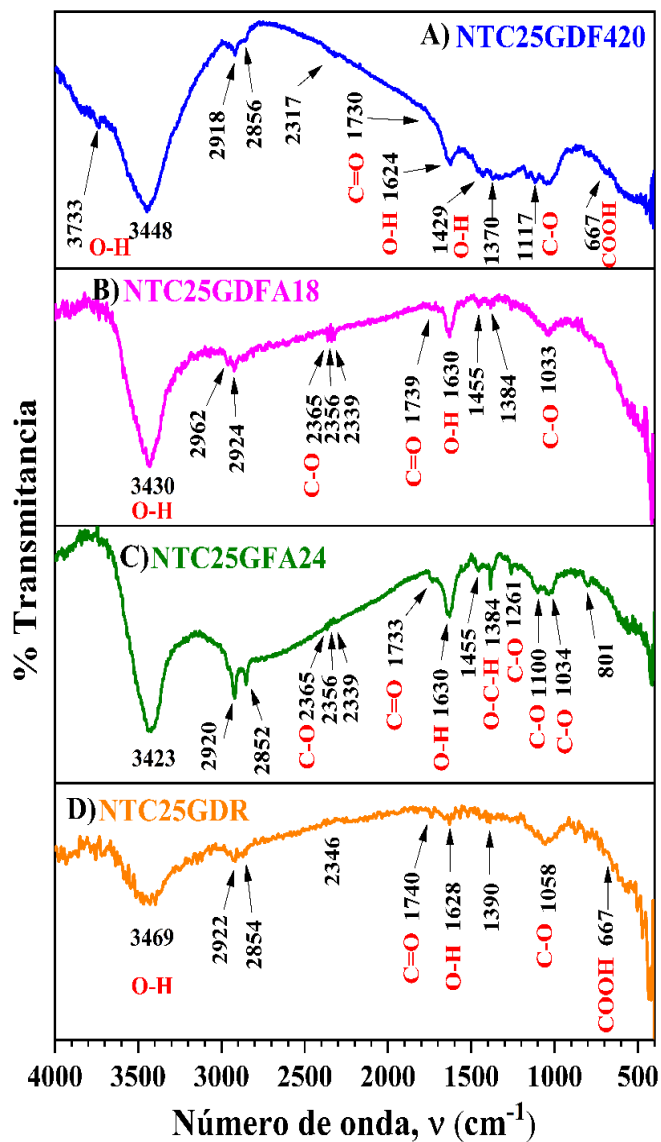 A) NTC25GDF420
3733
O-H
3448
2918
2856
2317
C=O 1730
O-H 1624
O-H 1429
1370
1117
C-O
667
COOH
B) NTC25GDFA18
3430
O-H
2962
2924
C-O 2365
2356
2339
C=O 1739
O-H 1630
1455
1384
C-O 1033
C) NTC25GFA24
3423
2920
2852
C-O 2365
2356
2339
C=O 1733
O-H 1630
1455
O-C-H 1384
C-O 1261
C-O 1100
C-O 1034
801
D) NTC25GDR
3469
O-H
2922
2854
2346
C=O 1740
O-H 1628
1390
C-O 1058
COOH 667
% Transmitancia
4000 3500 3000 2500 2000 1500 1000 500
Número de onda, ν (cm⁻¹)